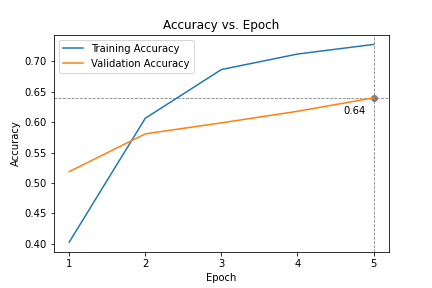 Accuracy vs. Epoch
Training Accuracy
Validation Accuracy
0.70
0.65
0.60
0.55
0.50
0.45
0.40
Accuracy
0.64
1 2 3 4 5
Epoch